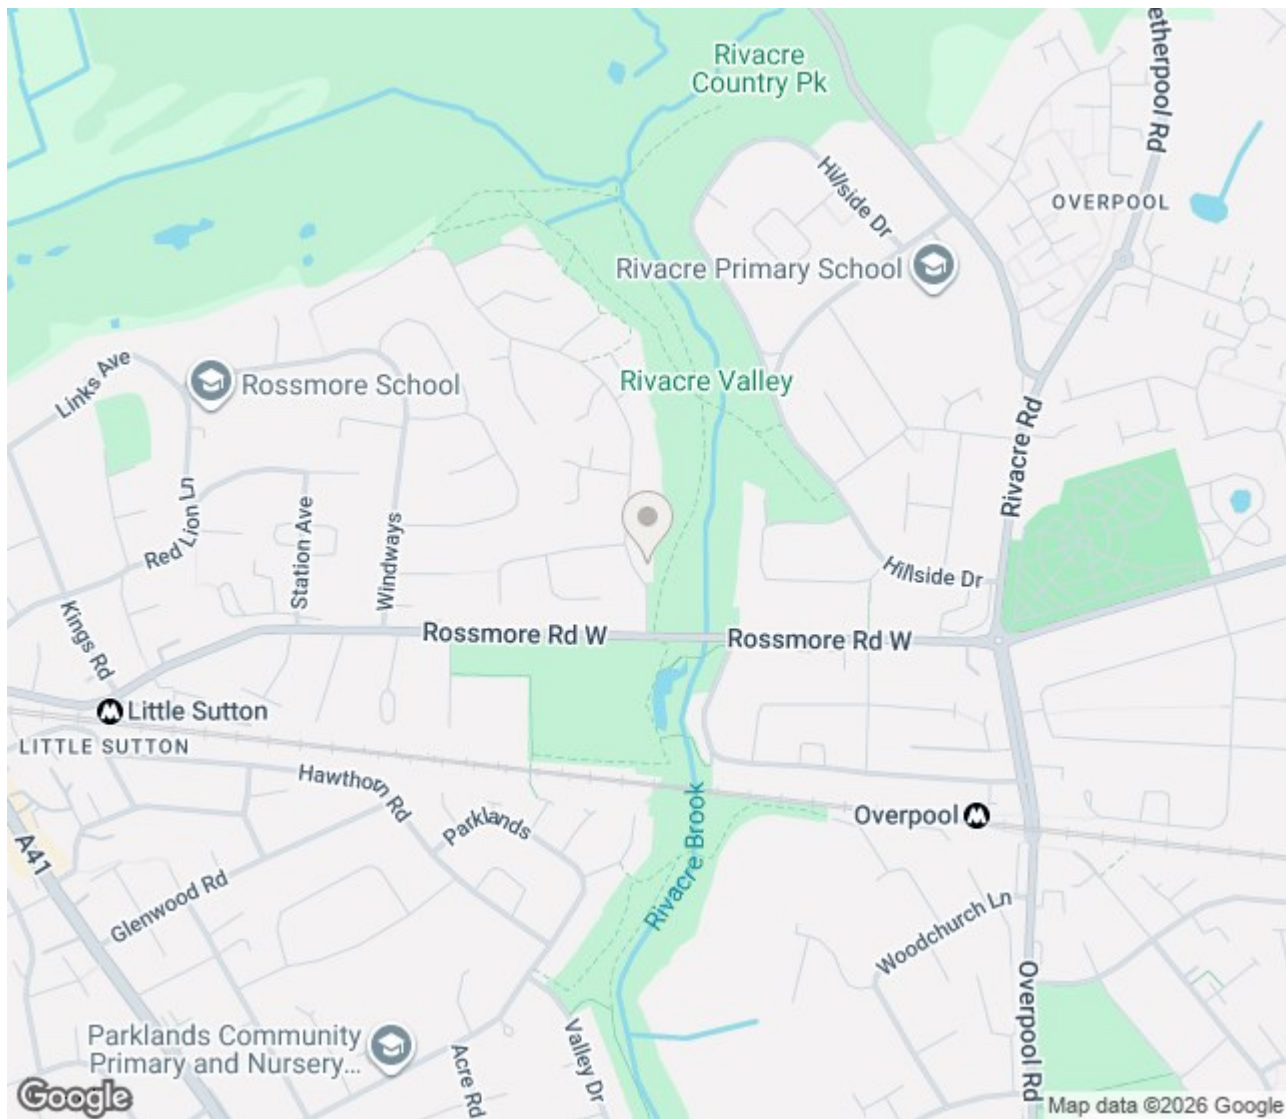 Rivacre
Country Pk
etherpool Rd
Hillside Dr
OVERPOOL
Rivacre Primary School
Links Ave
Rossmore School
Rivacre Valley
Rivacre Rd
Red Lion Ln
Station Ave
Windways
Hillside Dr
Kings Rd
Rossmore Rd W
Rossmore Rd W
Little Sutton
LITTLE SUTTON
Hawthorn Rd
Parklands
Rivacre Brook
Overpool
A41
Glenwood Rd
Woodchurch Ln
Overpool Rd
Parklands Community
Primary and Nursery...
Acre Rd
Valley Dr
Google
Map data ©2026 Google